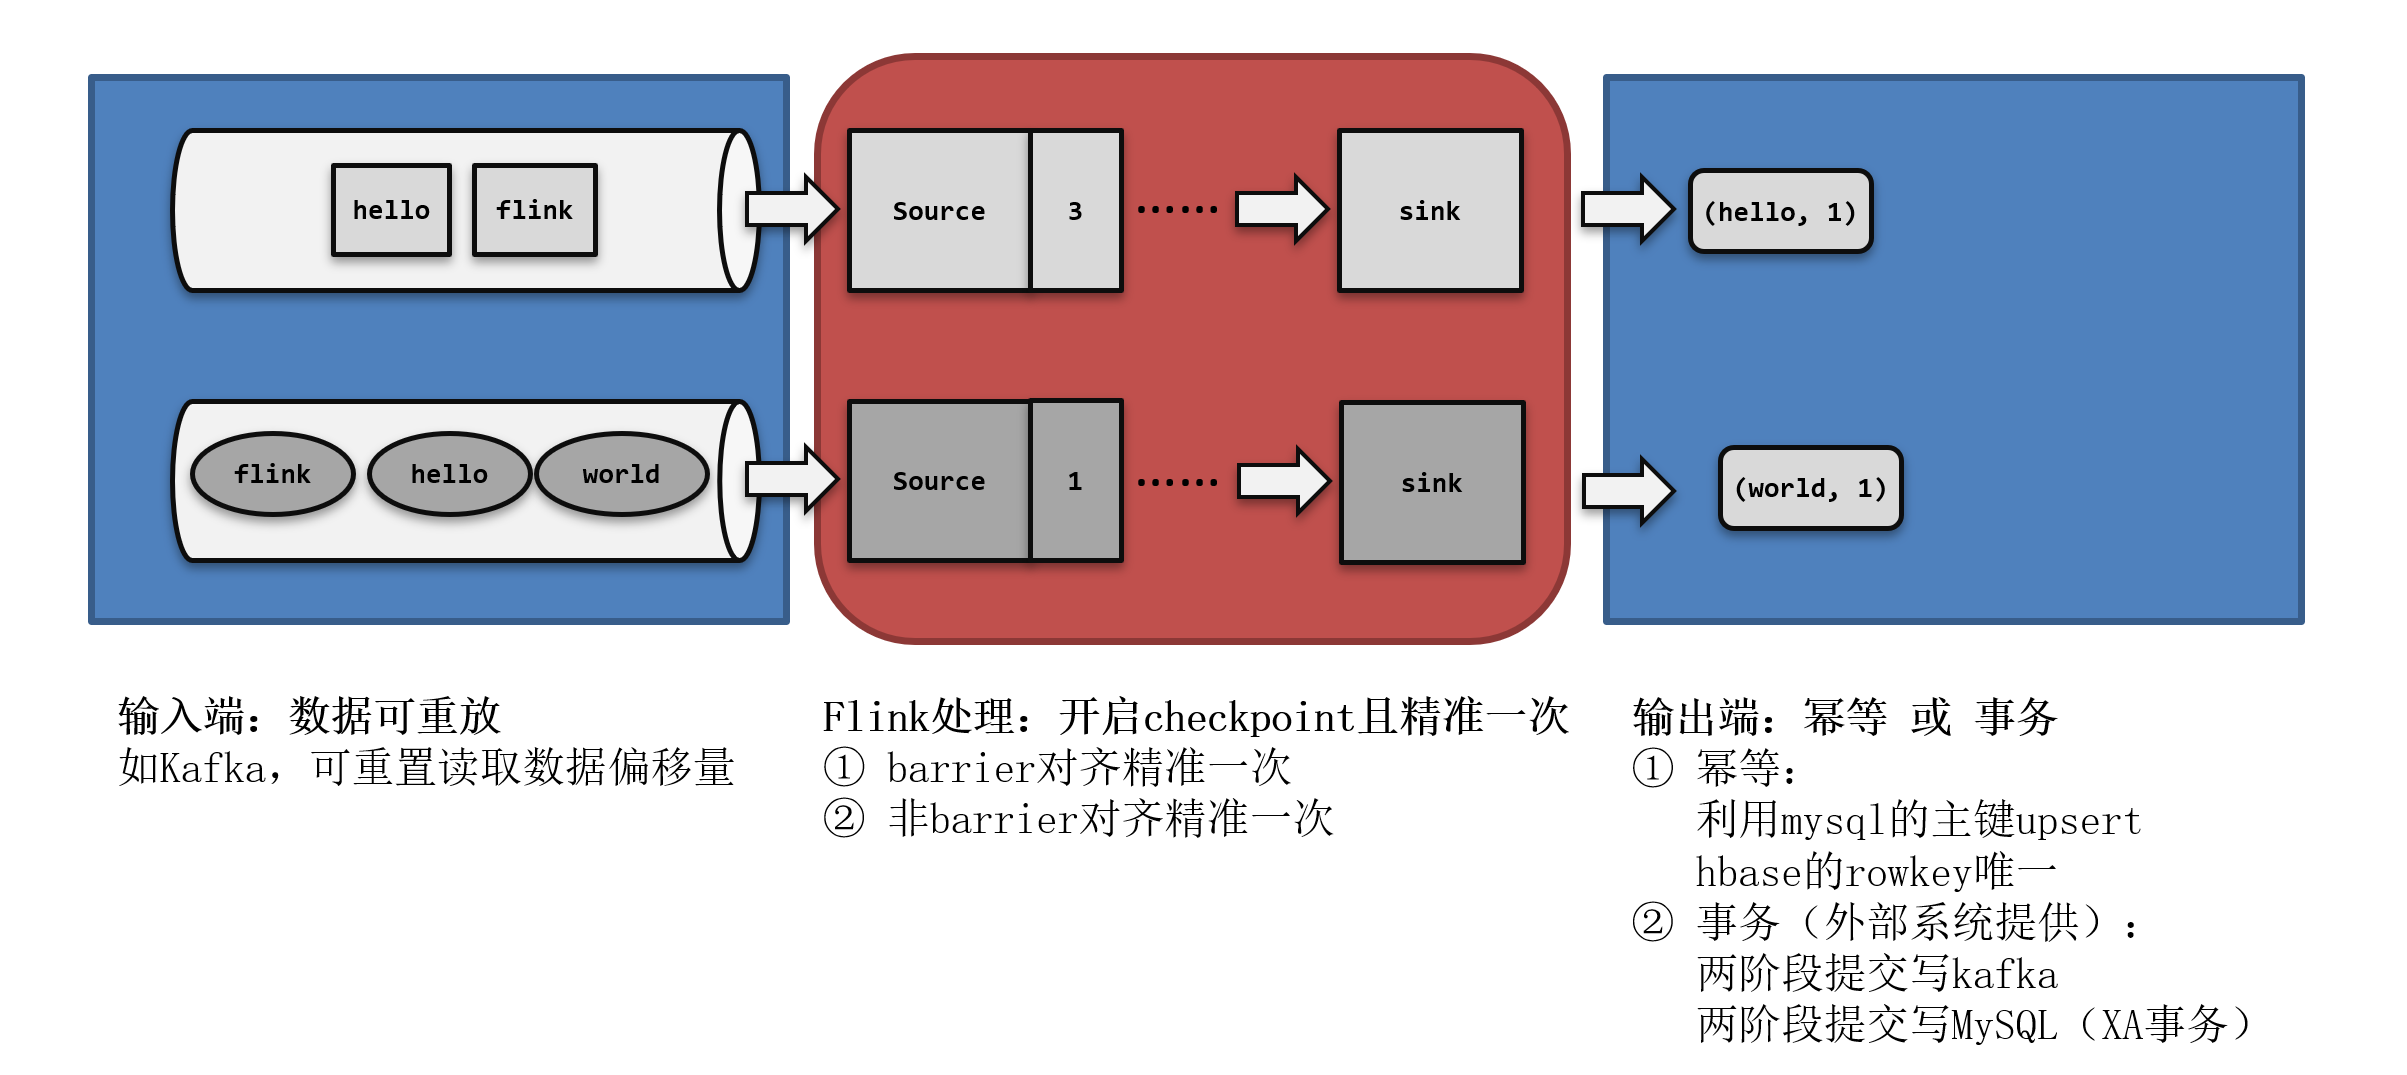 hello flink Source 3 ...... sink (hello, 1)
flink hello world Source 1 ...... sink (world, 1)
输入端：数据可重放
如Kafka，可重置读取数据偏移量
Flink处理：开启checkpoint且精准一次
① barrier对齐精准一次
② 非barrier对齐精准一次
输出端：幂等 或 事务
① 幂等：
利用mysql的主键upsert
hbase的rowkey唯一
② 事务（外部系统提供）：
两阶段提交写kafka
两阶段提交写MySQL（XA事务）